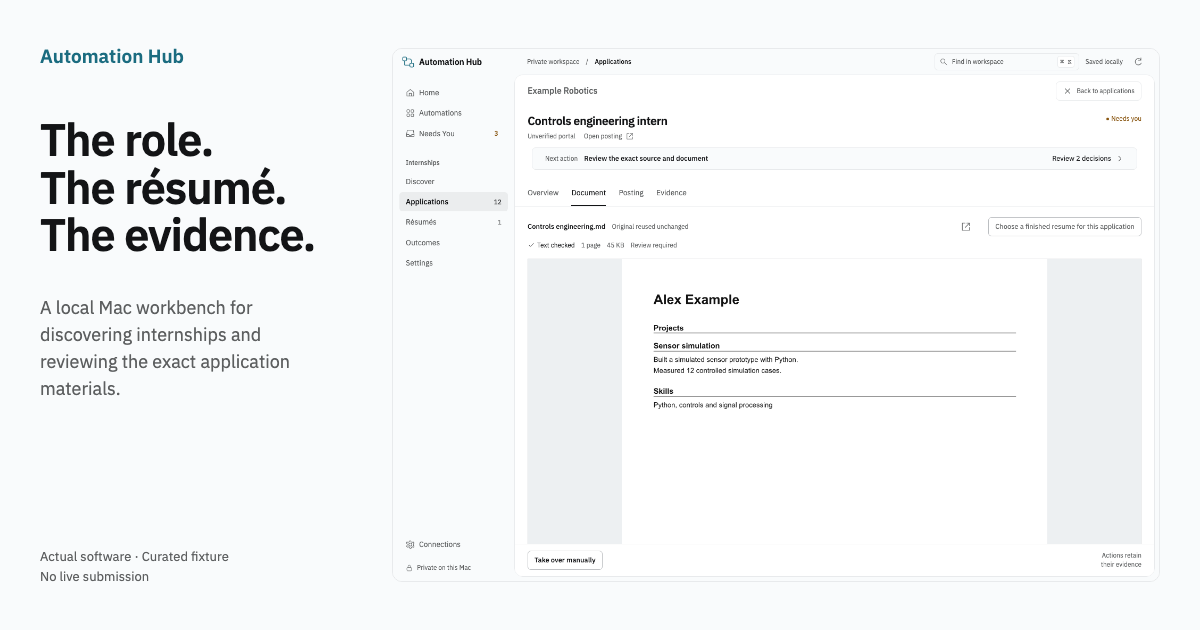 Automation Hub
The role.
The résumé.
The evidence.
A local Mac workbench for
discovering internships and
reviewing the exact application
materials.
Actual software · Curated fixture
No live submission
Automation Hub
Home
Automations
Needs You 3
Internships
Discover
Applications 12
Résumés 1
Outcomes
Settings
Connections
Private on this Mac
Private workspace / Applications
Find in workspace ⌘ K
Saved locally
Example Robotics
Back to applications
Controls engineering intern
Needs you
Unverified portal Open posting
Next action Review the exact source and document Review 2 decisions
Overview Document Posting Evidence
Controls engineering.md Original reused unchanged
Choose a finished resume for this application
Text checked 1 page 45 KB Review required
Alex Example
Projects
Sensor simulation
Built a simulated sensor prototype with Python.
Measured 12 controlled simulation cases.
Skills
Python, controls and signal processing
Take over manually
Actions retain
their evidence